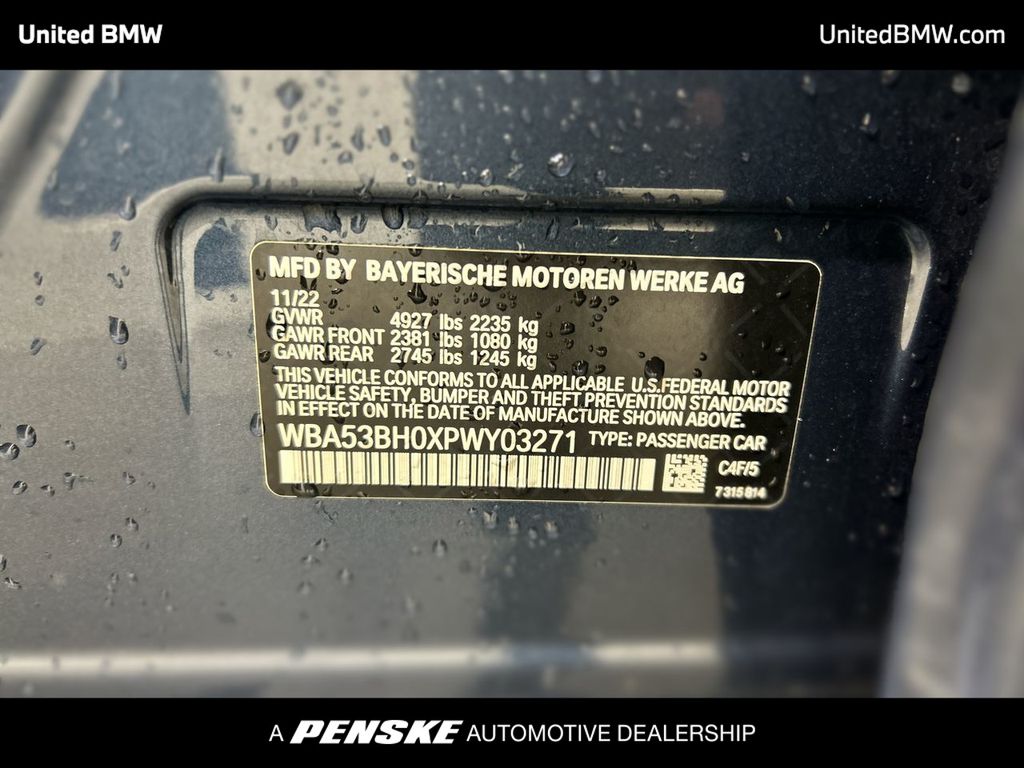 United BMW
UnitedBMW.com
MFD BY BAYERISCHE MOTOREN WERKE AG
11/22
GVWR 4927 lbs 2235 kg
GAWR FRONT 2381 lbs 1080 kg
GAWR REAR 2745 lbs 1245 kg
THIS VEHICLE CONFORMS TO ALL APPLICABLE U.S.FEDERAL MOTOR
VEHICLE SAFETY, BUMPER AND THEFT PREVENTION STANDARDS
IN EFFECT ON THE DATE OF MANUFACTURE SHOWN ABOVE.
WBA53BH0XPWY03271 TYPE: PASSENGER CAR
C4F/5
7315814
A PENSKE AUTOMOTIVE DEALERSHIP